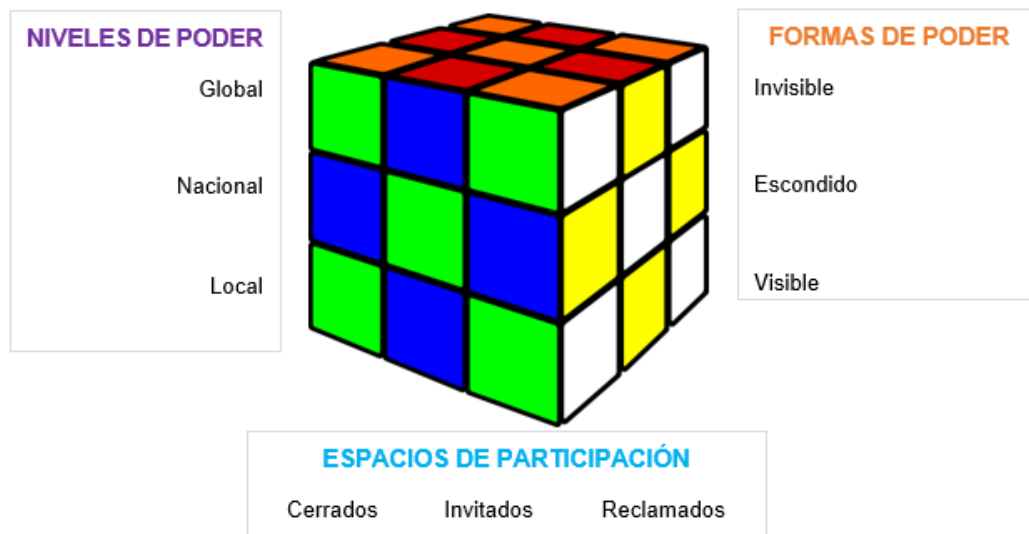 NIVELES DE PODER
Global
Nacional
Local
FORMAS DE PODER
Invisible
Escondido
Visible
ESPACIOS DE PARTICIPACIÓN
Cerrados Invitados Reclamados